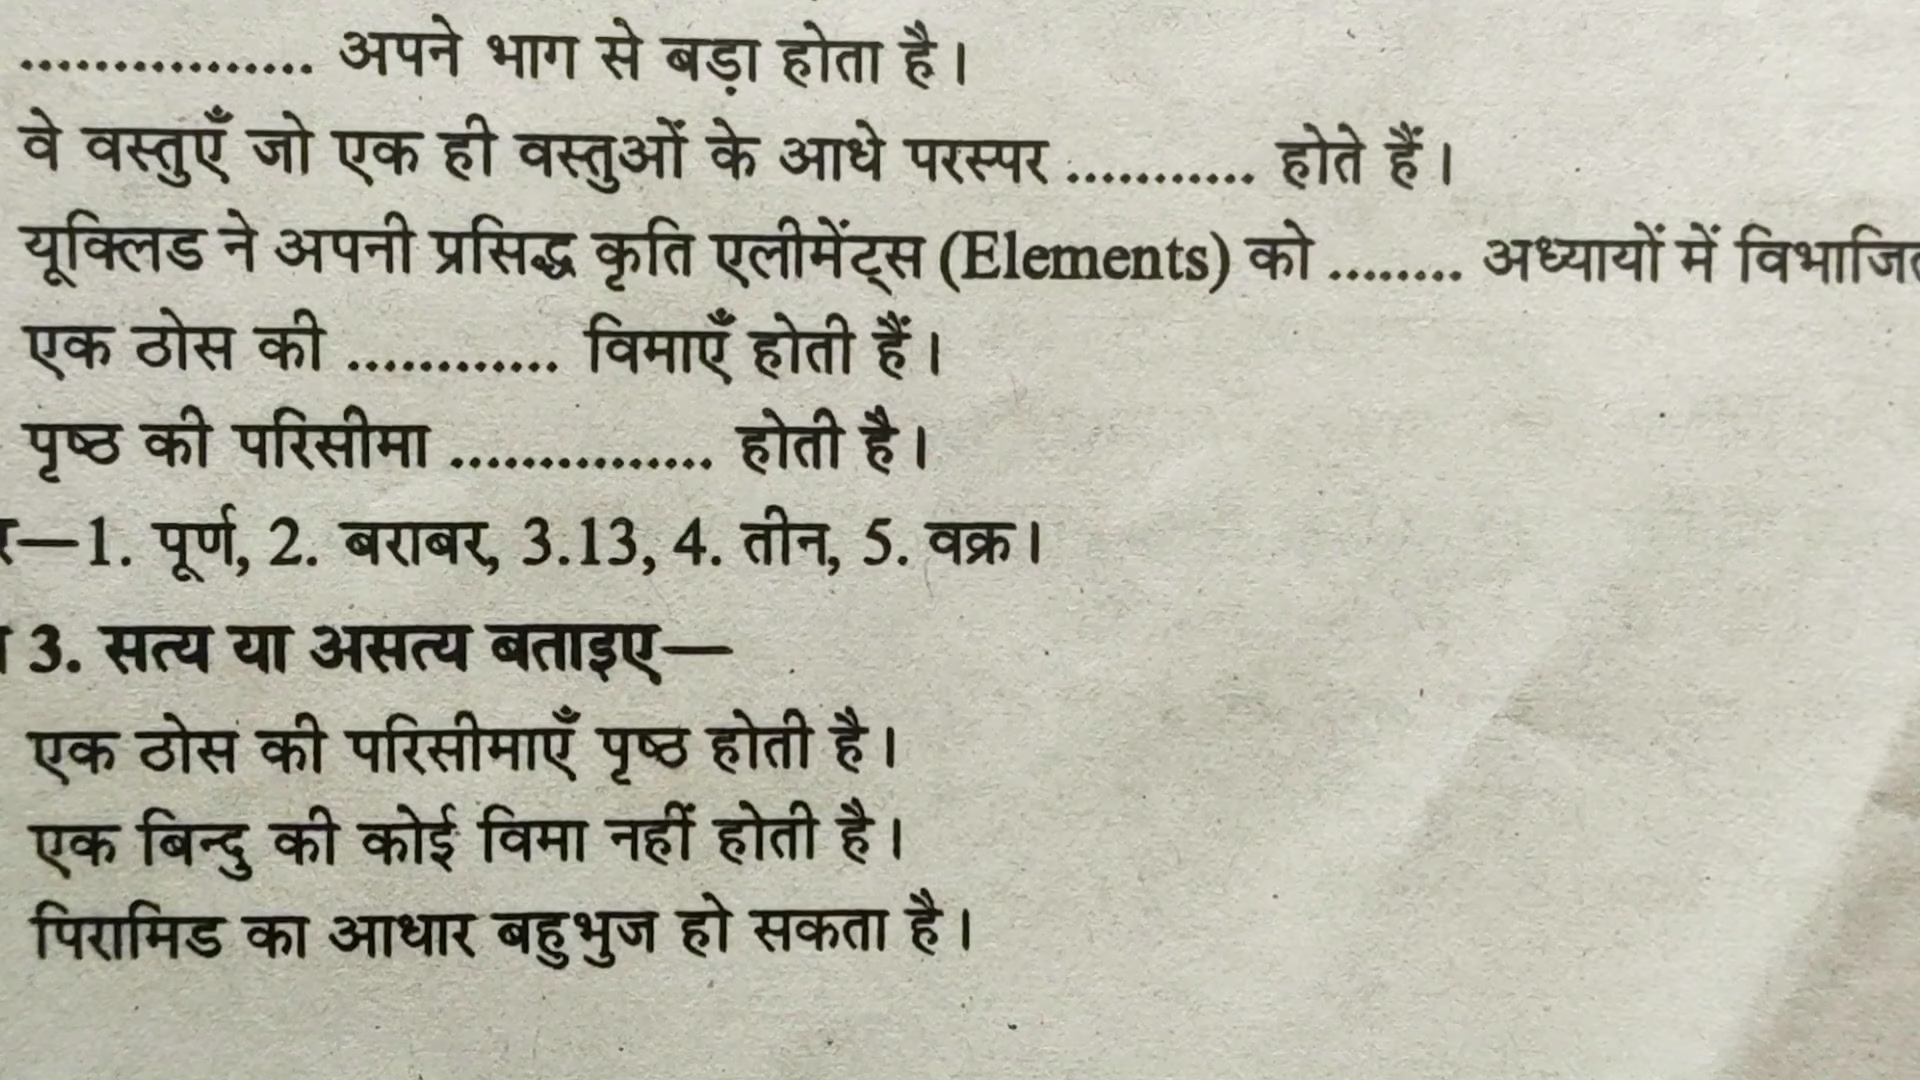 ................ अपने भाग से बड़ा होता है।
वे वस्तुएँ जो एक ही वस्तुओं के आधे परस्पर ........... होते हैं।
यूक्लिड ने अपनी प्रसिद्ध कृति एलीमेंट्स (Elements) को ........ अध्यायों में विभाजित
एक ठोस की ............ विमाएँ होती हैं।
पृष्ठ की परिसीमा ............... होती है।
र—1. पूर्ण, 2. बराबर, 3.13, 4. तीन, 5. वक्र।
3. सत्य या असत्य बताइए—
एक ठोस की परिसीमाएँ पृष्ठ होती है।
एक बिन्दु की कोई विमा नहीं होती है।
पिरामिड का आधार बहुभुज हो सकता है।